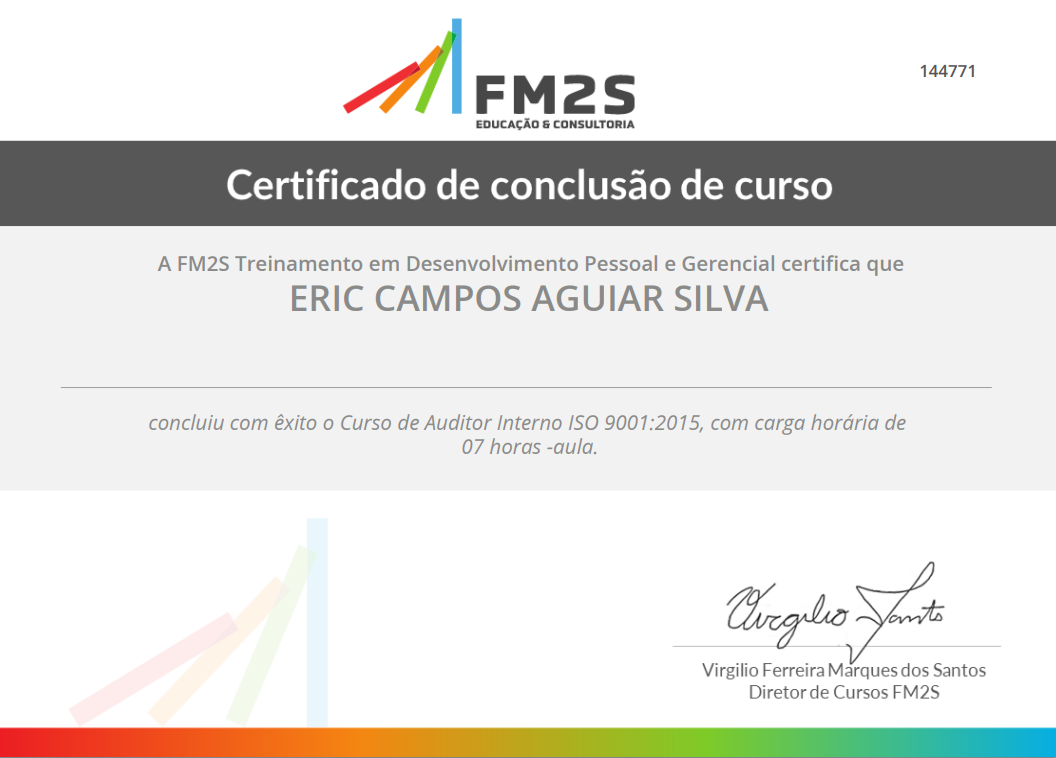 FM2S
EDUCAÇÃO & CONSULTORIA
144771
Certificado de conclusão de curso
A FM2S Treinamento em Desenvolvimento Pessoal e Gerencial certifica que
ERIC CAMPOS AGUIAR SILVA
concluiu com êxito o Curso de Auditor Interno ISO 9001:2015, com carga horária de
07 horas -aula.
Virgilio Santo
Virgilio Ferreira Marques dos Santos
Diretor de Cursos FM2S